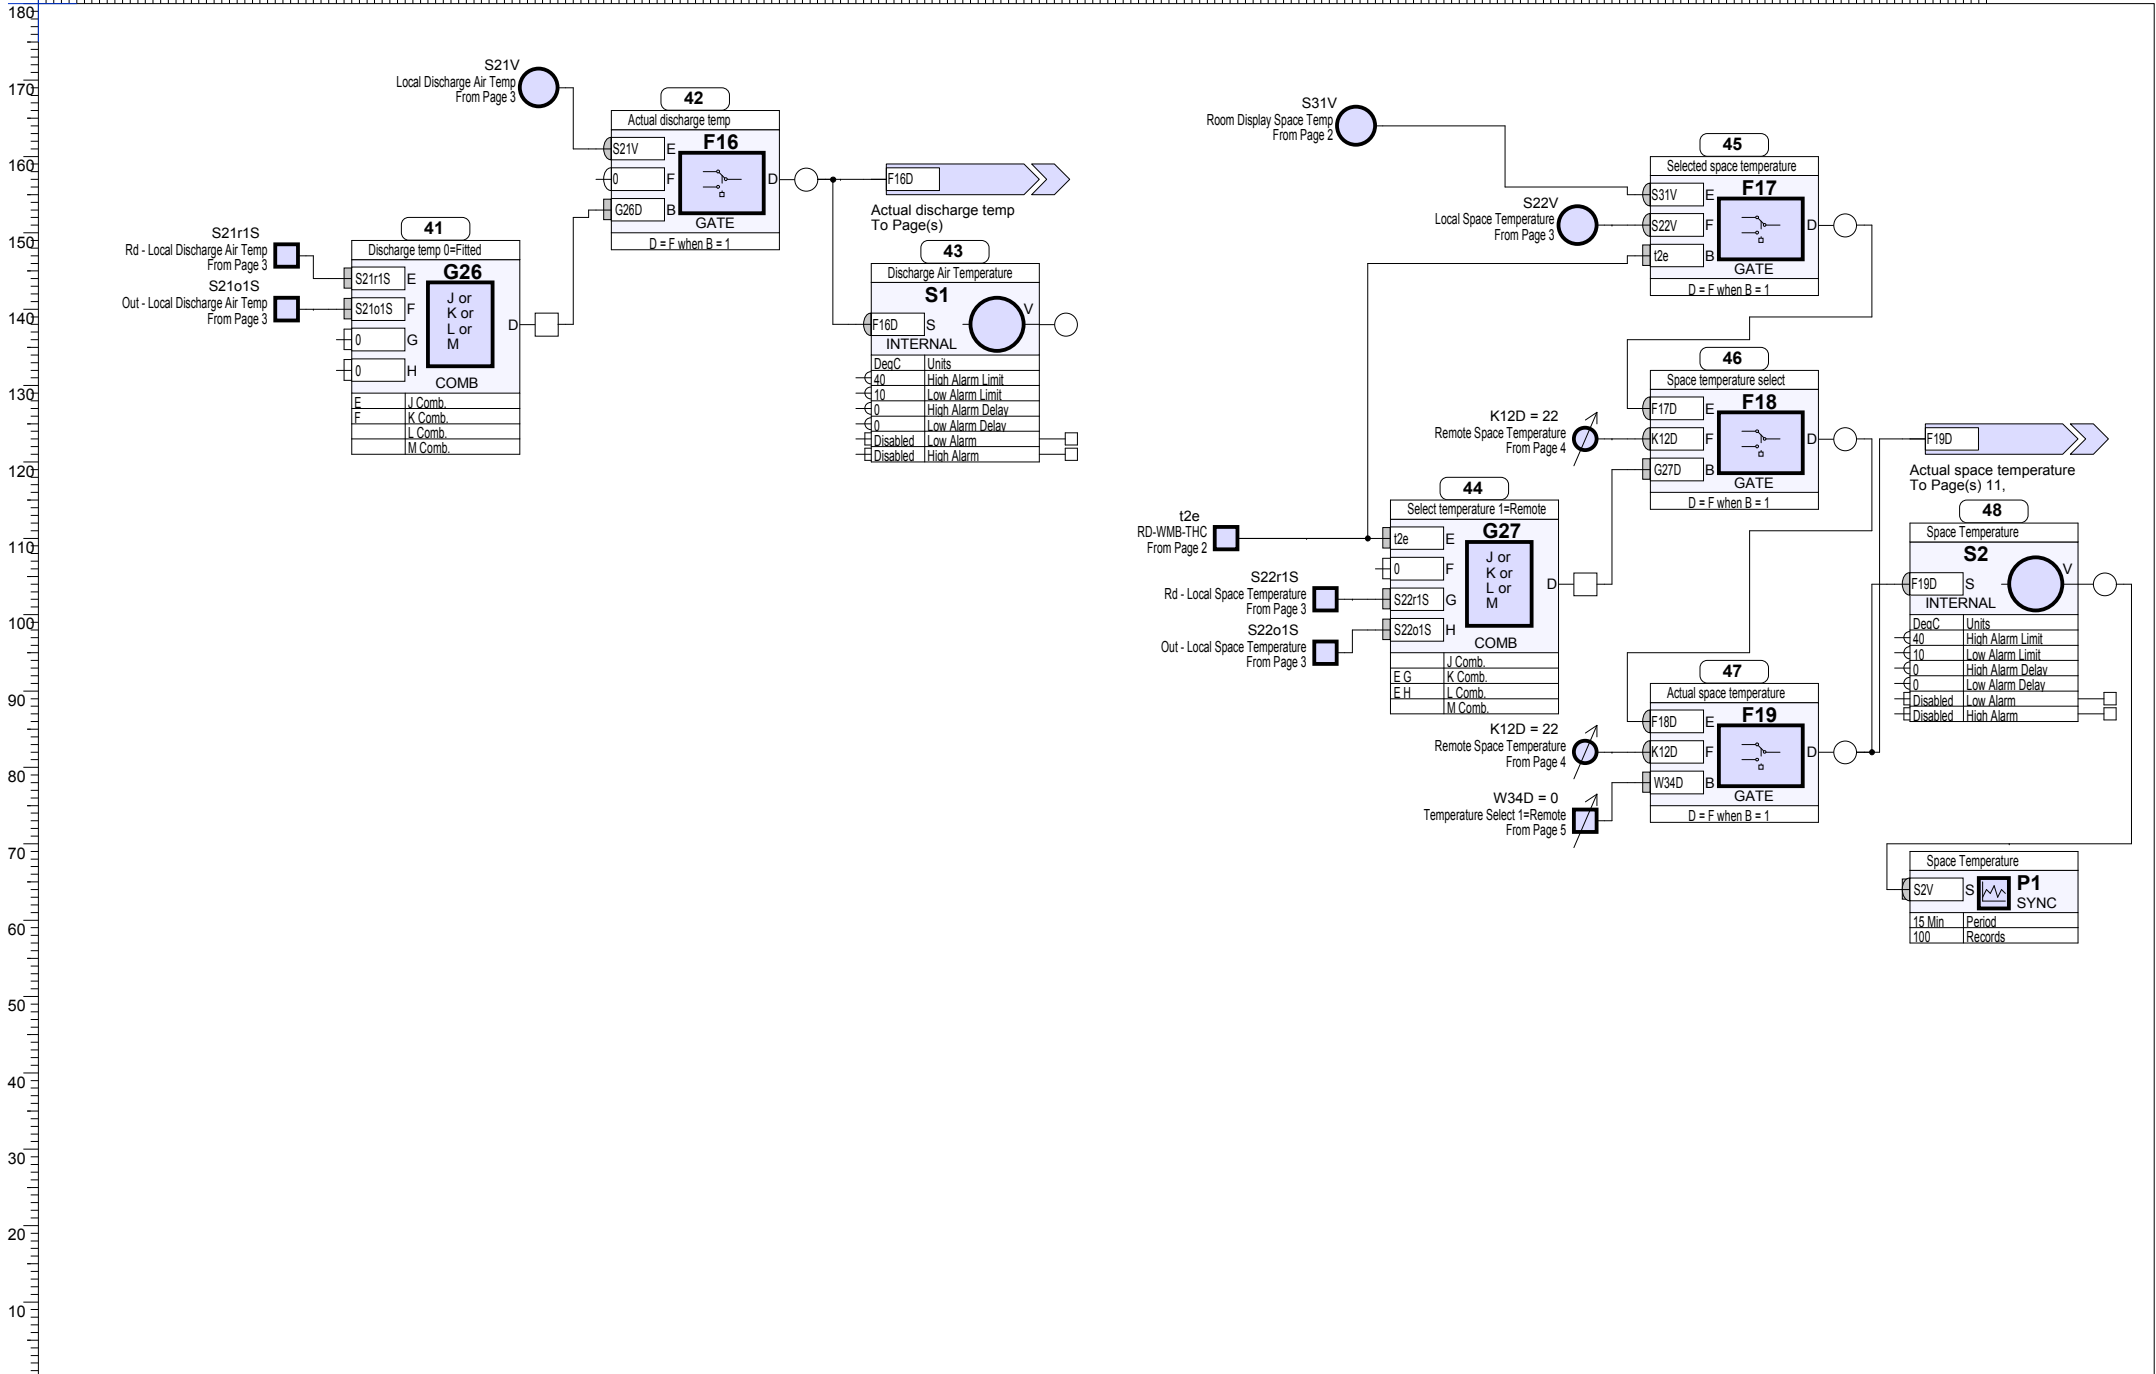 180
170
160
150
140
130
120
110
100
90
80
70
60
50
40
30
20
10
S21V
Local Discharge Air Temp
From Page 3
S21r1S
Rd - Local Discharge Air Temp
From Page 3
S21o1S
Out - Local Discharge Air Temp
From Page 3
41
Discharge temp 0=Fitted
G26
S21r1S E
S21o1S F
0 G
0 H
J or
K or
L or
M
D
COMB
E J Comb.
F K Comb.
L Comb.
M Comb.
42
Actual discharge temp
F16
S21V E
0 F
G26D B
D
GATE
D = F when B = 1
F16D
Actual discharge temp
To Page(s)
43
Discharge Air Temperature
S1
V
F16D S
INTERNAL
DegC Units
40 High Alarm Limit
10 Low Alarm Limit
0 High Alarm Delay
0 Low Alarm Delay
Disabled Low Alarm
Disabled High Alarm
S31V
Room Display Space Temp
From Page 2
S22V
Local Space Temperature
From Page 3
45
Selected space temperature
F17
S31V E
S22V F
t2e B
D
GATE
D = F when B = 1
K12D = 22
Remote Space Temperature
From Page 4
46
Space temperature select
F18
F17D E
K12D F
G27D B
D
GATE
D = F when B = 1
t2e
RD-WMB-THC
From Page 2
S22r1S
Rd - Local Space Temperature
From Page 3
S22o1S
Out - Local Space Temperature
From Page 3
44
Select temperature 1=Remote
G27
t2e E
0 F
S22r1S G
S22o1S H
J or
K or
L or
M
D
COMB
J Comb.
E G K Comb.
E H L Comb.
M Comb.
K12D = 22
Remote Space Temperature
From Page 4
W34D = 0
Temperature Select 1=Remote
From Page 5
47
Actual space temperature
F19
F18D E
K12D F
W34D B
D
GATE
D = F when B = 1
F19D
Actual space temperature
To Page(s) 11,
48
Space Temperature
S2
V
F19D S
INTERNAL
DegC Units
40 High Alarm Limit
10 Low Alarm Limit
0 High Alarm Delay
0 Low Alarm Delay
Disabled Low Alarm
Disabled High Alarm
Space Temperature
S2V S P1
SYNC
15 Min Period
100 Records